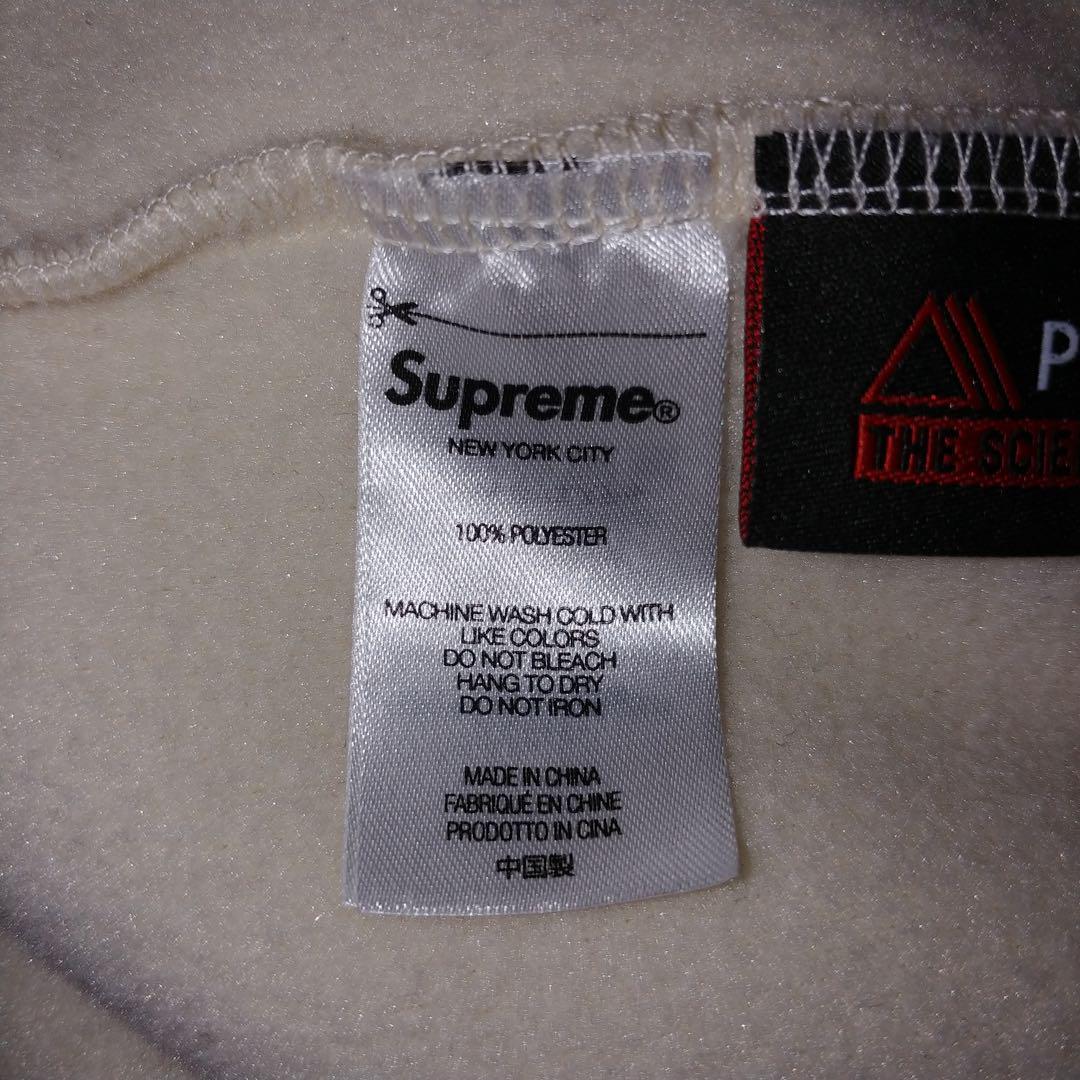 Supreme®
NEW YORK CITY
100% POLYESTER
MACHINE WASH COLD WITH
LIKE COLORS
DO NOT BLEACH
HANG TO DRY
DO NOT IRON
MADE IN CHINA
FABRIQUÉ EN CHINE
PRODOTTO IN CINA
中国製
THE